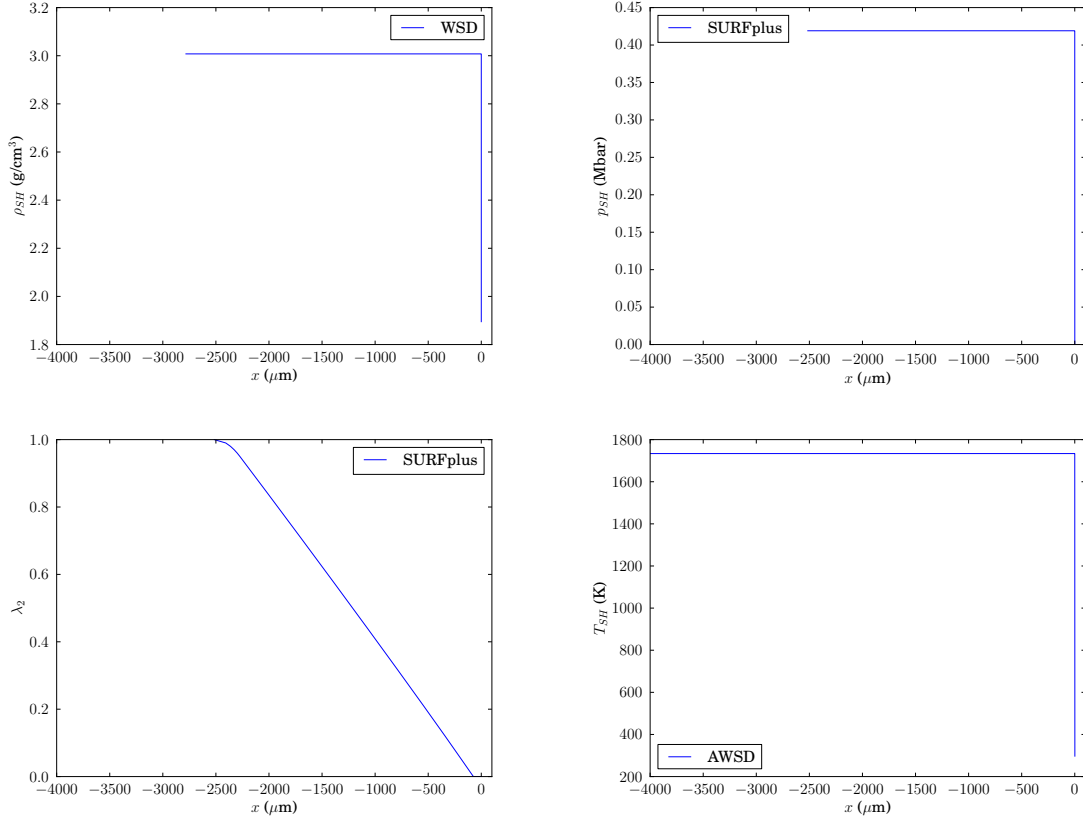 3.2
3.0
2.8
2.6
2.4
2.2
2.0
1.8
ρSH (g/cm³)
WSD
−4000 −3500 −3000 −2500 −2000 −1500 −1000 −500 0
x (μm)
0.45
0.40
0.35
0.30
0.25
0.20
0.15
0.10
0.05
0.00
pSH (Mbar)
SURFplus
−4000 −3500 −3000 −2500 −2000 −1500 −1000 −500 0
x (μm)
1.0
0.8
0.6
0.4
0.2
0.0
λ2
SURFplus
−4000 −3500 −3000 −2500 −2000 −1500 −1000 −500 0
x (μm)
1800
1600
1400
1200
1000
800
600
400
200
TSH (K)
AWSD
−4000 −3500 −3000 −2500 −2000 −1500 −1000 −500 0
x (μm)